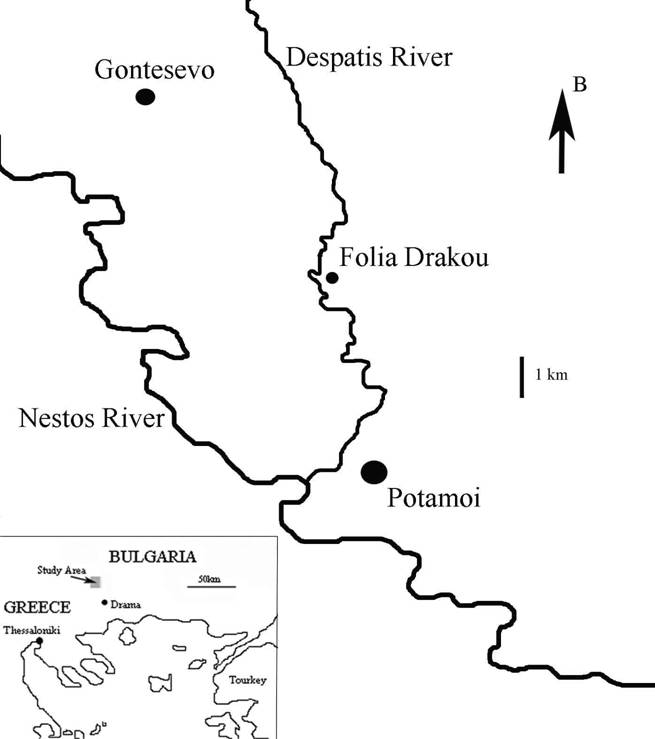 Despatis River
Gontesevo
B
Folia Drakou
1 km
Nestos River
Potamoi
BULGARIA
Study Area
50km
GREECE
Drama
Thessaloniki
Tourkey